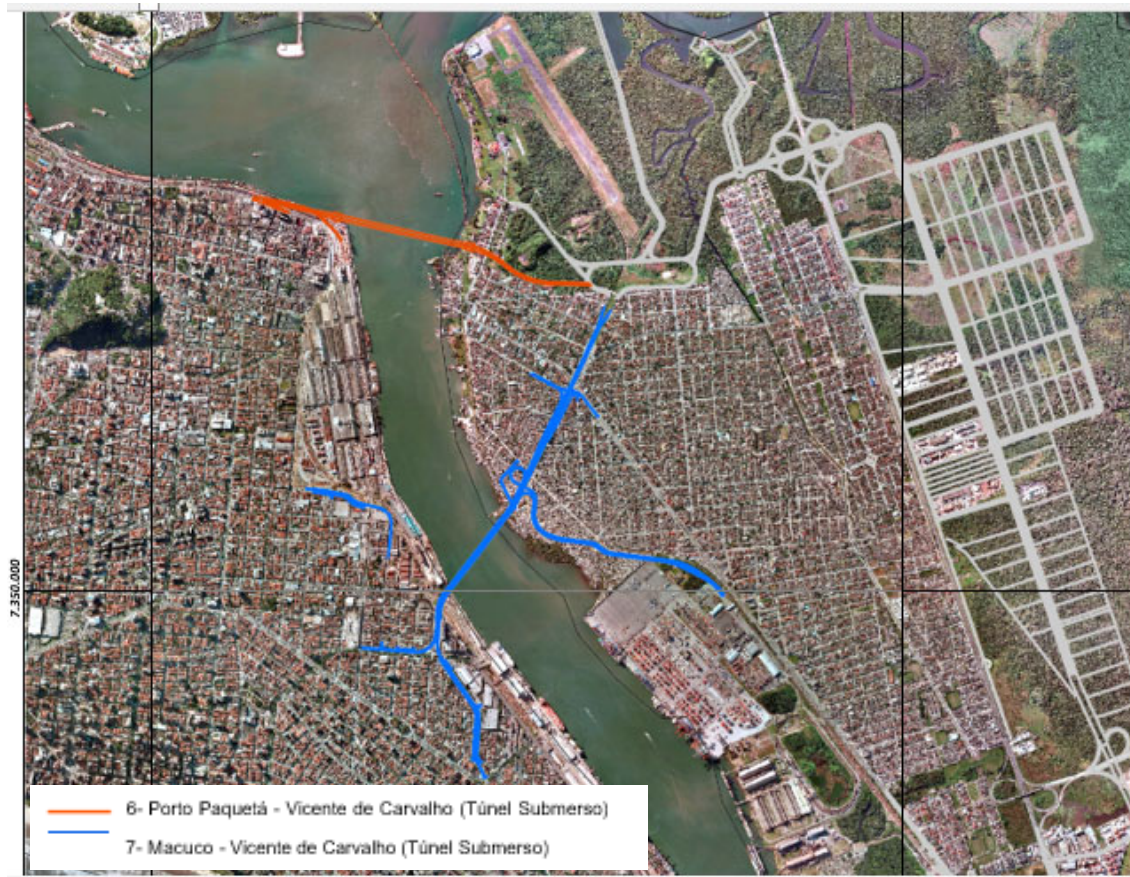 7.350.000
6- Porto Paquetá - Vicente de Carvalho (Túnel Submerso)
7- Macuco - Vicente de Carvalho (Túnel Submerso)